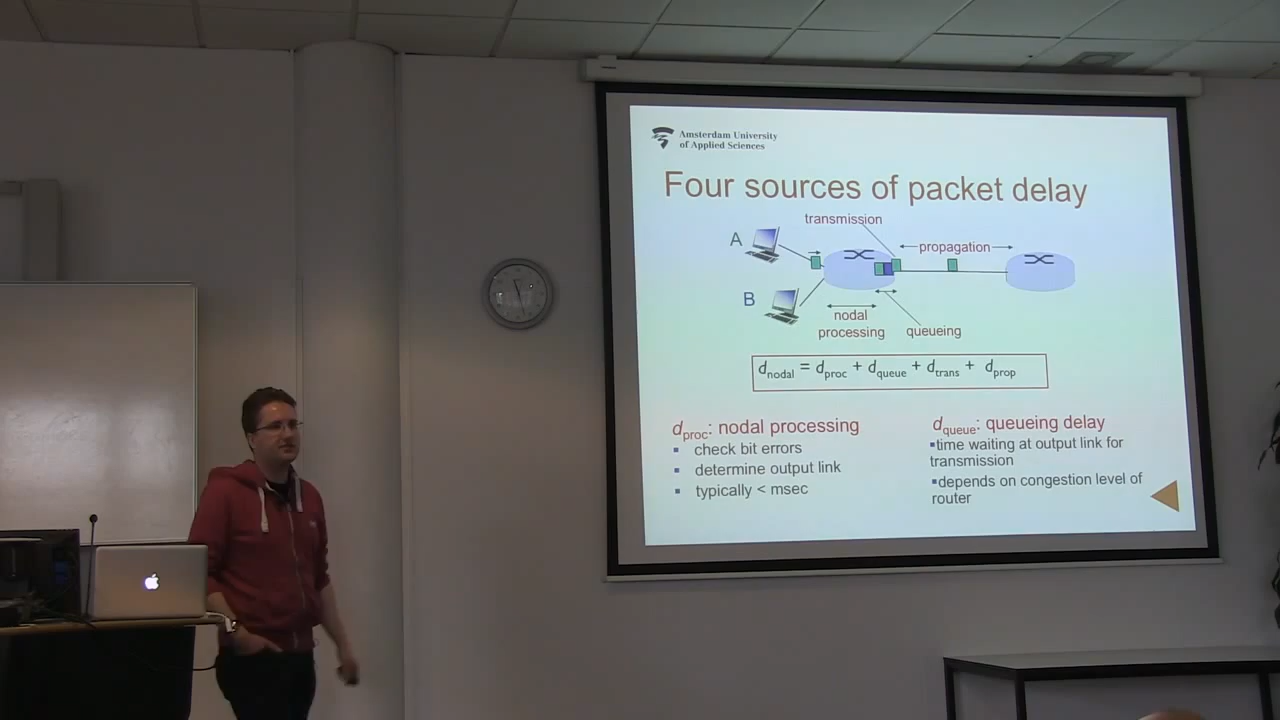 Amsterdam University
of Applied Sciences
Four sources of packet delay
transmission
A
propagation
B
nodal
processing
queueing
dnodal = dproc + dqueue + dtrans + dprop
dproc: nodal processing
▪ check bit errors
▪ determine output link
▪ typically < msec
dqueue: queueing delay
▪time waiting at output link for
transmission
▪depends on congestion level of
router